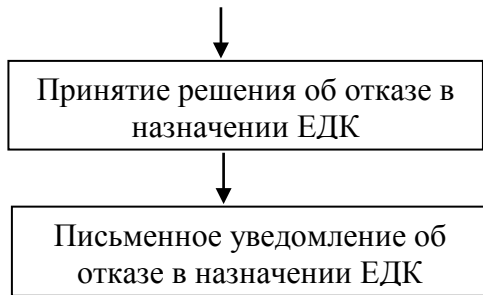 Принятие решения об отказе в
назначении ЕДК
Письменное уведомление об
отказе в назначении ЕДК